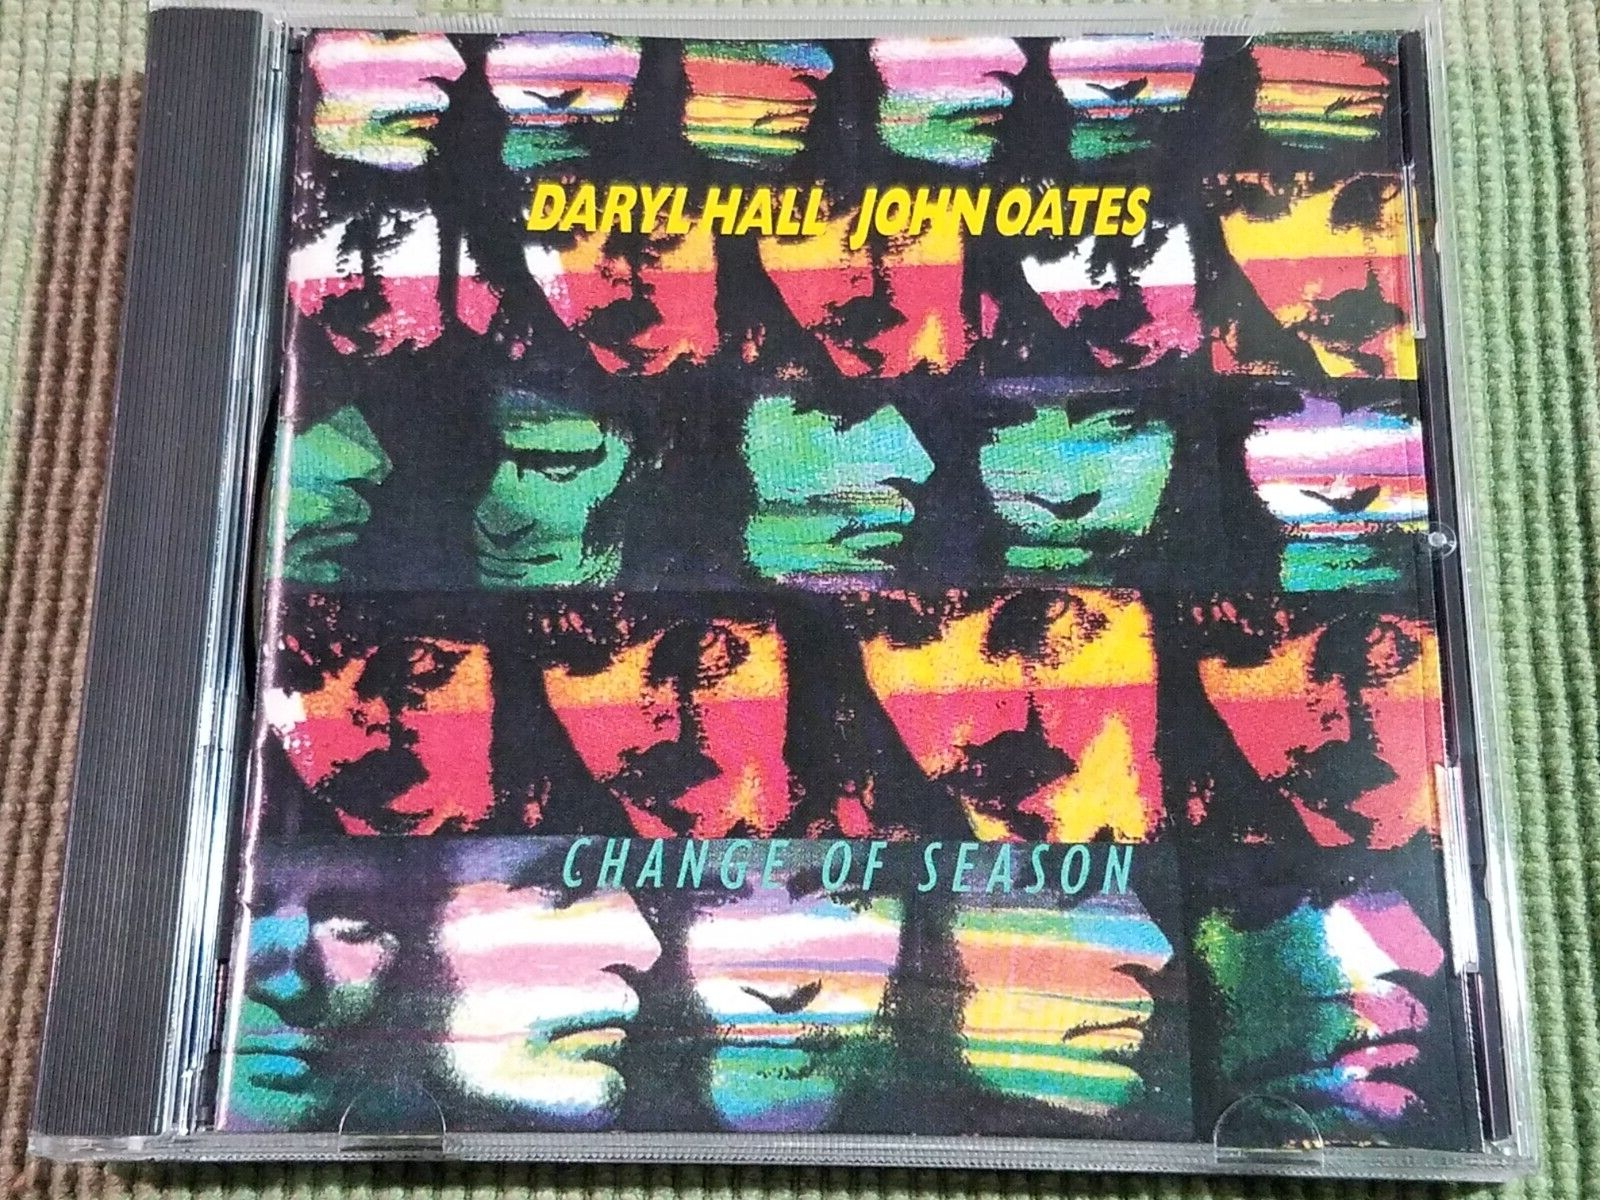 DARYL HALL JOHN OATES
CHANGE OF SEASON